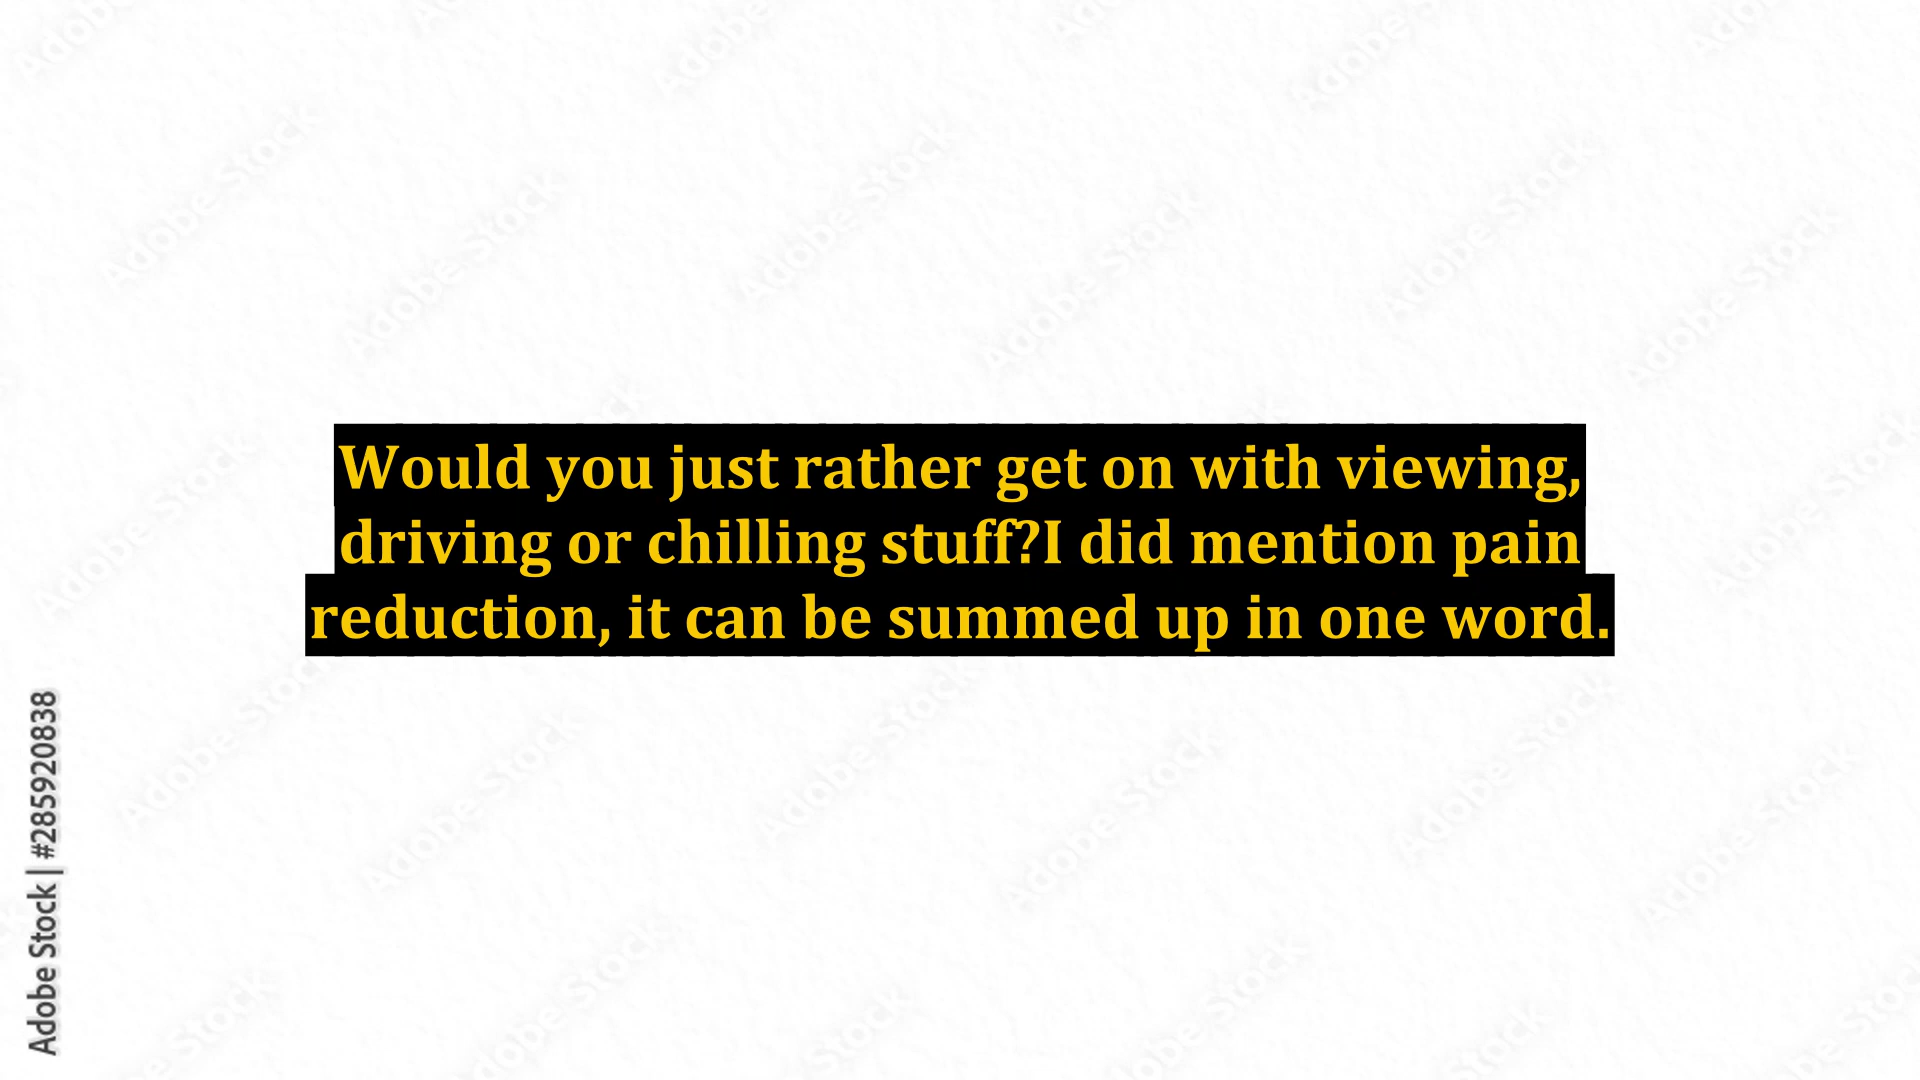 Would you just rather get on with viewing,
driving or chilling stuff?I did mention pain
reduction, it can be summed up in one word.
Adobe Stock | #285920838